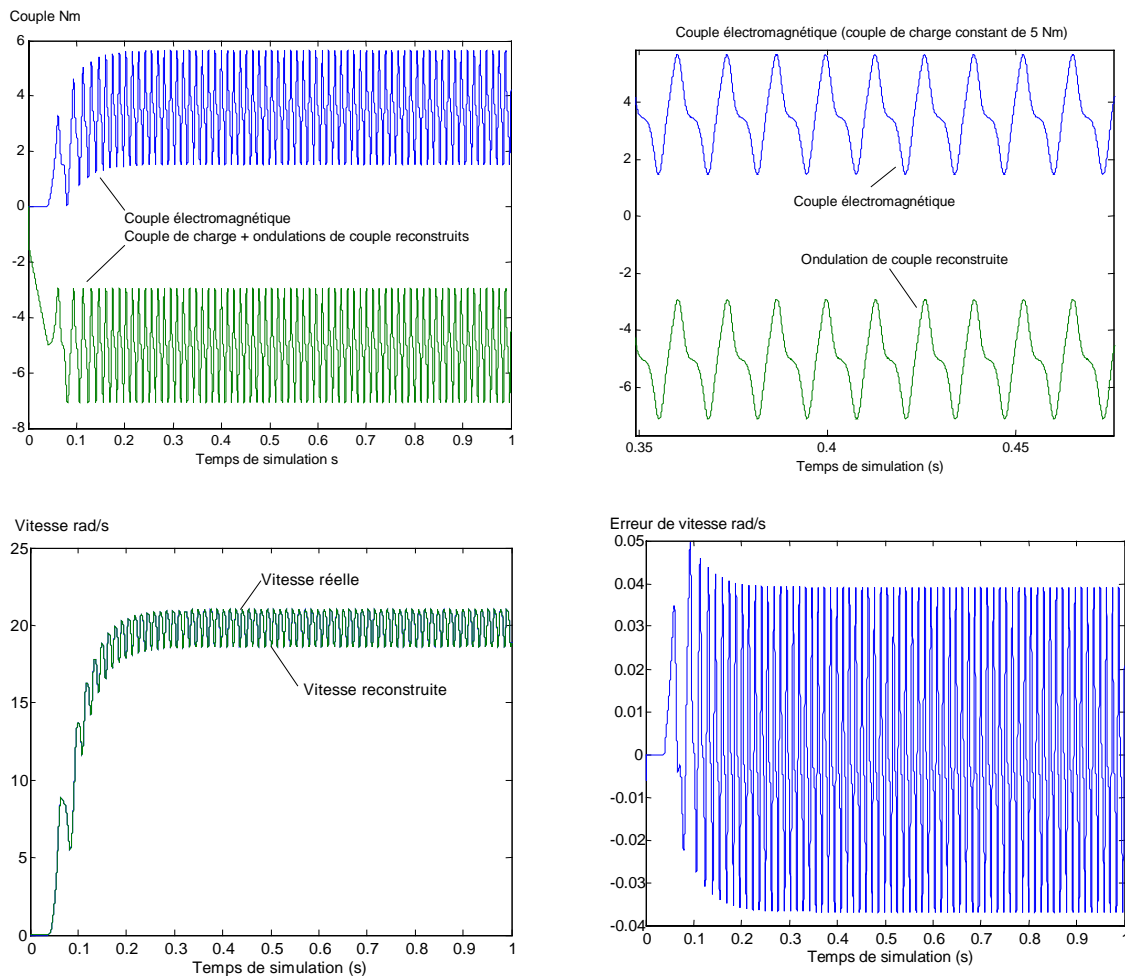 Couple Nm
6
4
2
0
-2
-4
-6
-8
Couple électromagnétique
Couple de charge + ondulations de couple reconstruits
0 0.1 0.2 0.3 0.4 0.5 0.6 0.7 0.8 0.9 1
Temps de simulation s
Couple électromagnétique (couple de charge constant de 5 Nm)
4
2
0
-2
-4
-6
Couple électromagnétique
Ondulation de couple reconstruite
0.35 0.4 0.45
Temps de simulation (s)
Vitesse rad/s
25
20
15
10
5
0
Vitesse réelle
Vitesse reconstruite
0 0.1 0.2 0.3 0.4 0.5 0.6 0.7 0.8 0.9 1
Temps de simulation (s)
Erreur de vitesse rad/s
0.05
0.04
0.03
0.02
0.01
0
-0.01
-0.02
-0.03
-0.04
0 0.1 0.2 0.3 0.4 0.5 0.6 0.7 0.8 0.9 1
Temps de simulation (s)